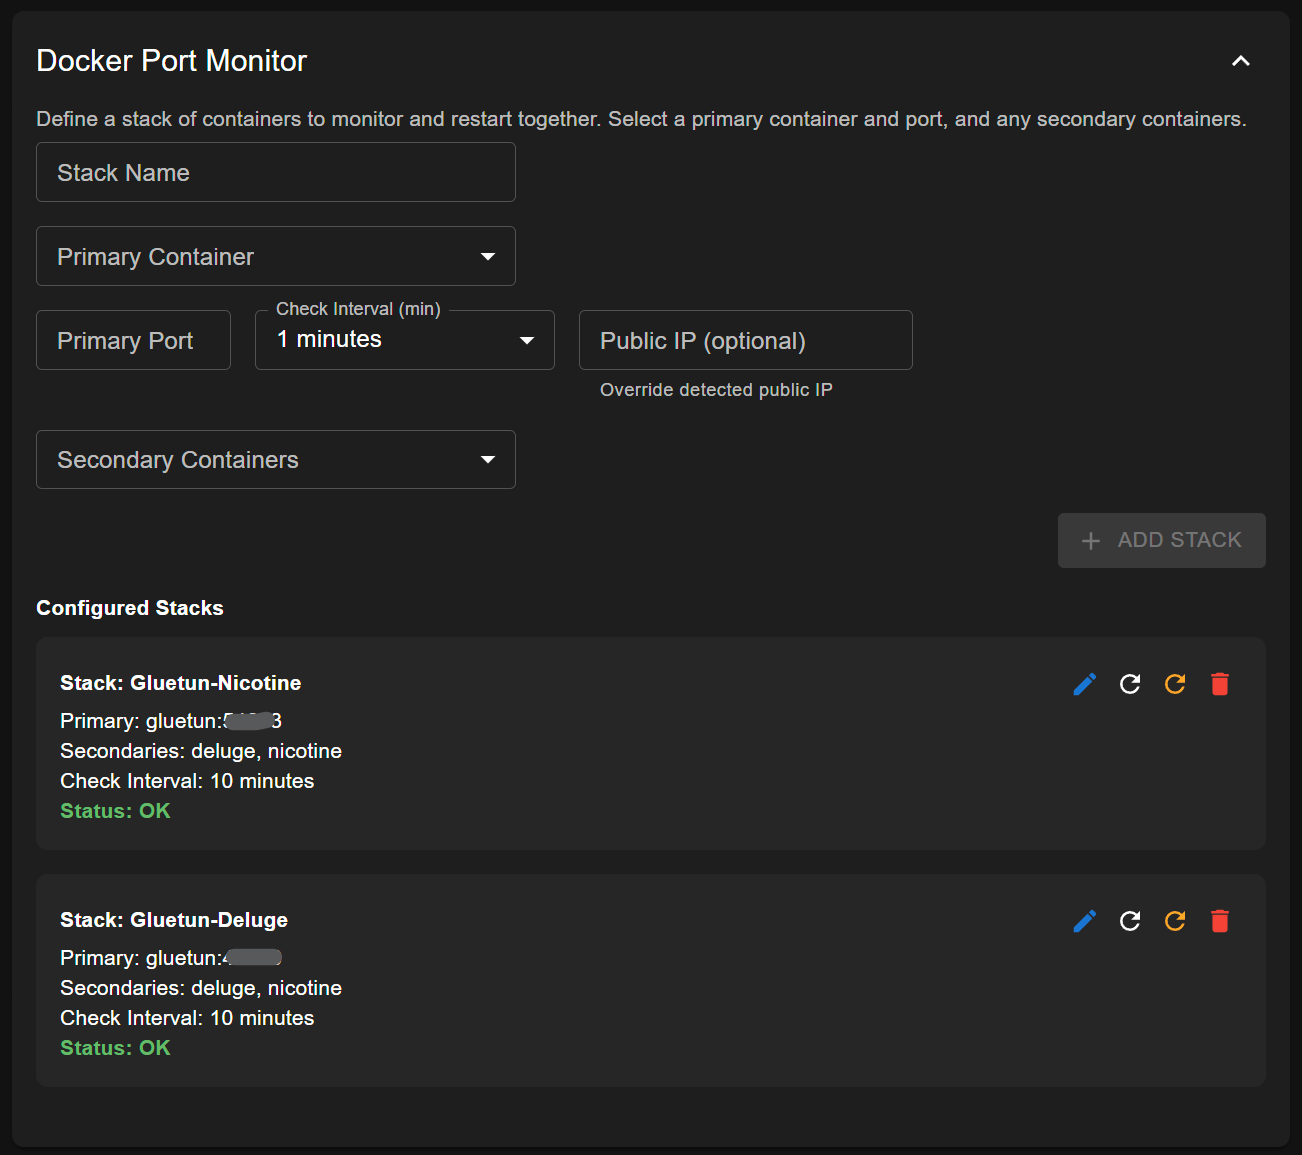 Docker Port Monitor
Define a stack of containers to monitor and restart together. Select a primary container and port, and any secondary containers.
Stack Name
Primary Container
Primary Port
Check Interval (min)
1 minutes
Public IP (optional)
Override detected public IP
Secondary Containers
ADD STACK
Configured Stacks
Stack: Gluetun-Nicotine
Primary: gluetun:
Secondaries: deluge, nicotine
Check Interval: 10 minutes
Status: OK
Stack: Gluetun-Deluge
Primary: gluetun:
Secondaries: deluge, nicotine
Check Interval: 10 minutes
Status: OK